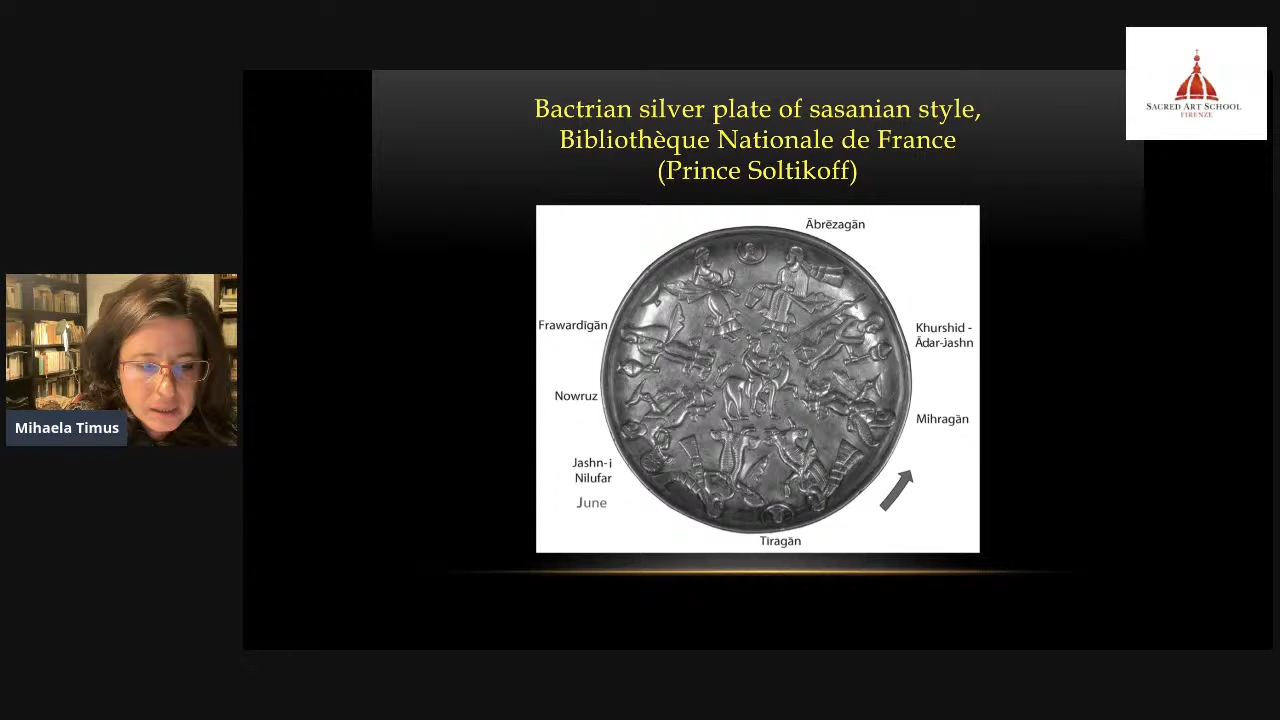 SACRED ART SCHOOL
FIRENZE
Bactrian silver plate of sasanian style,
Bibliothèque Nationale de France
(Prince Soltikoff)
Ābrēzagān
Frawardīgān
Khurshid -
Ādar-Jashn
Nowruz
Mihragān
Jashn-i
Nilufar
June
Tīragān
Mihaela Timus